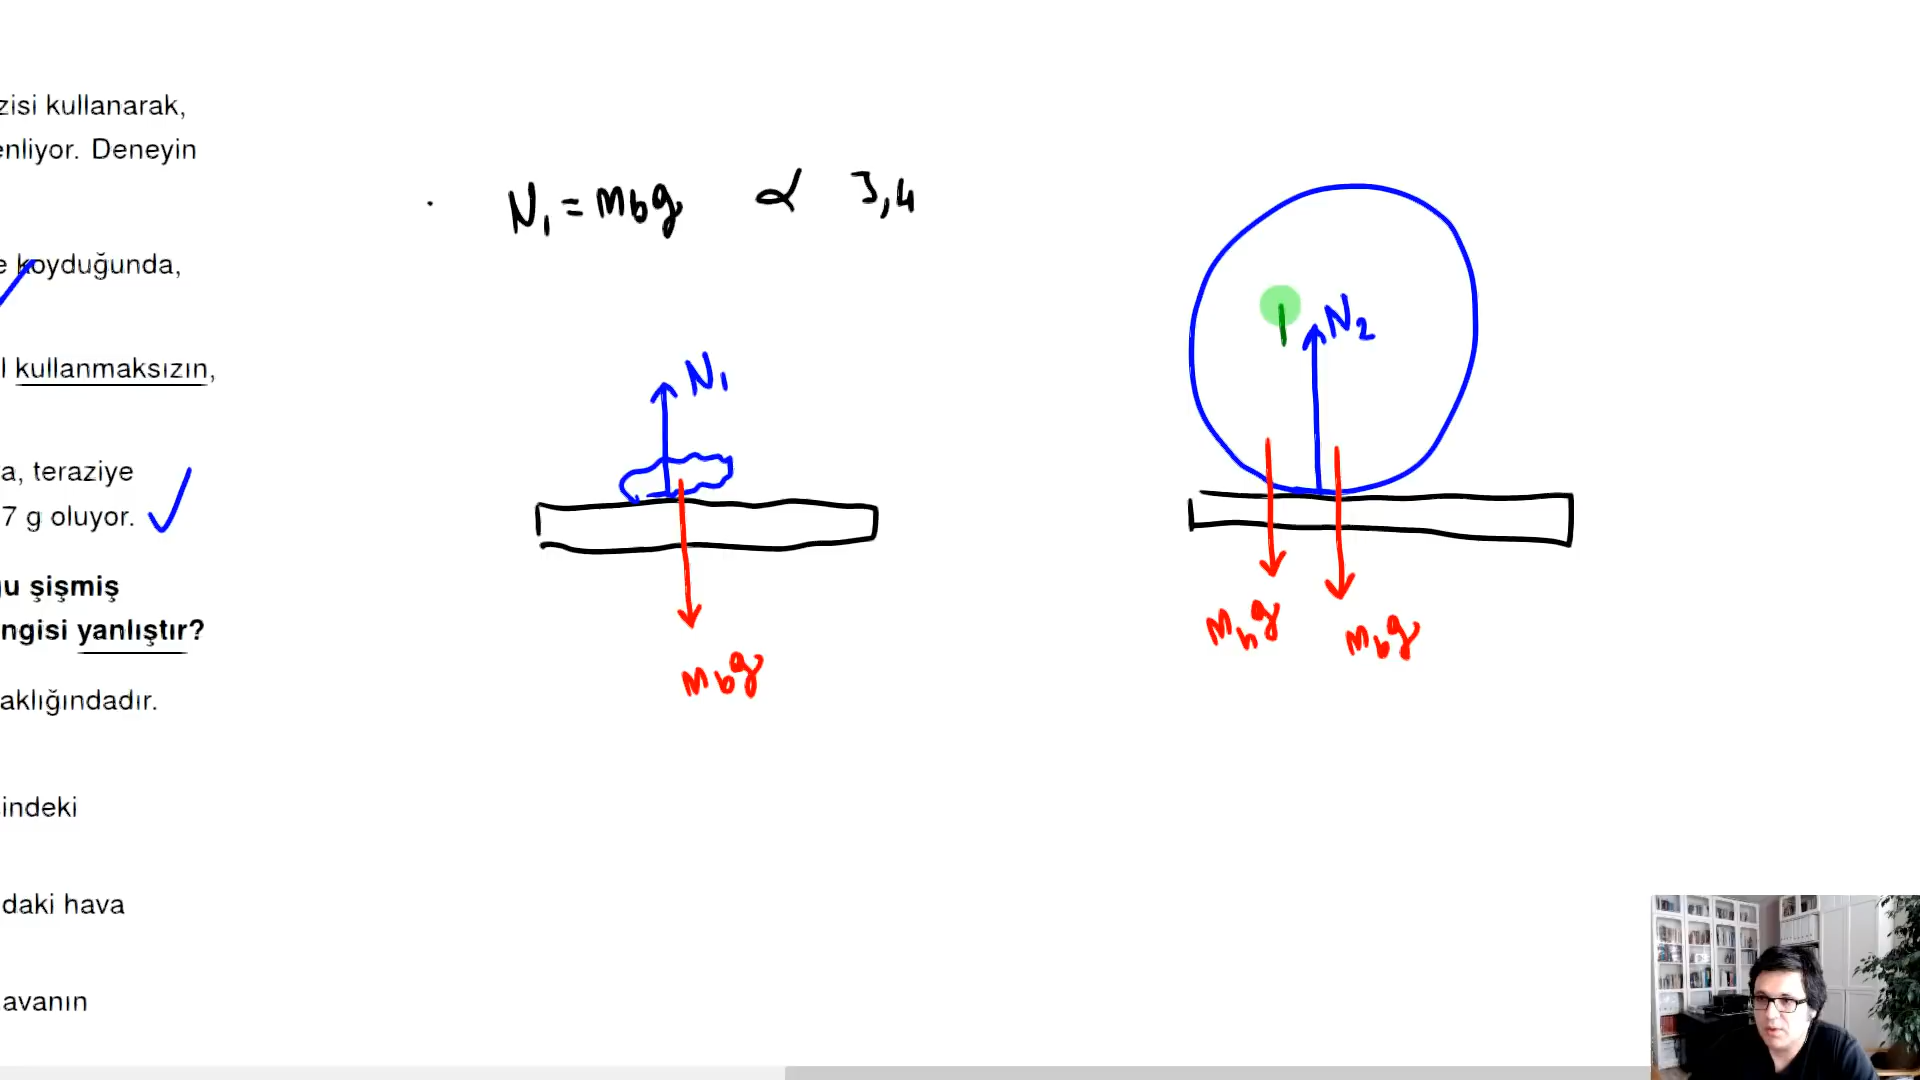 zisi kullanarak,
enliyor. Deneyin
e koyduğunda,
l kullanmaksızın,
a, teraziye
7 g oluyor.
ğu şişmiş
ngisi yanlıştır?
aklığındadır.
indeki
daki hava
avanın
N₁ = mbg ∝ 3,4
N₁
mbg
N₂
mhg mbg